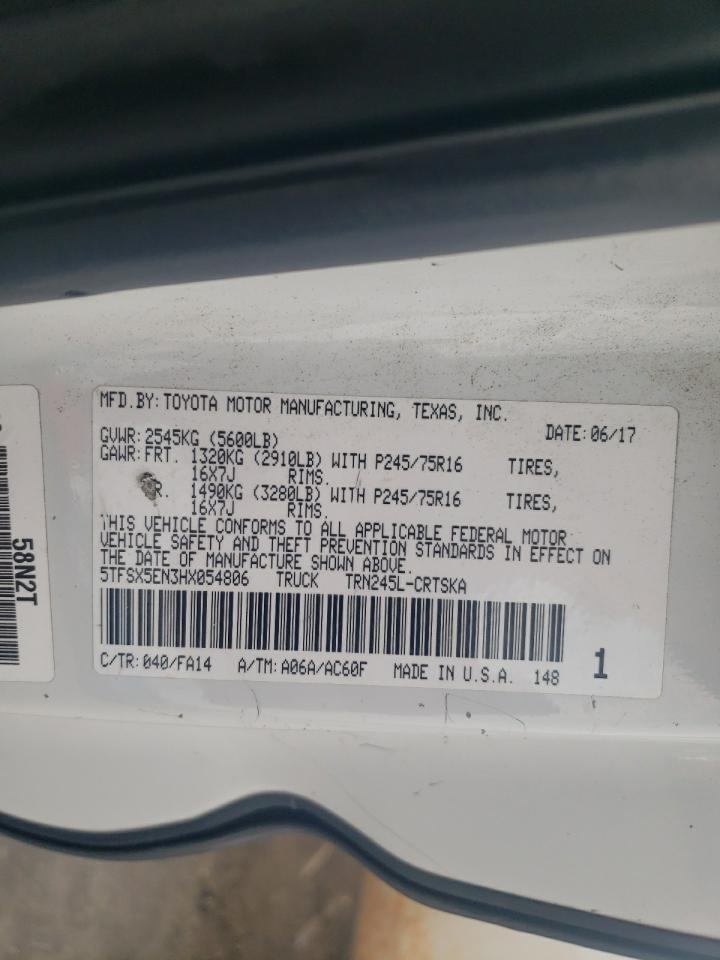 MFD.BY: TOYOTA MOTOR MANUFACTURING, TEXAS, INC.
DATE: 06/17
GVWR: 2545KG (5600LB)
GAWR: FRT. 1320KG (2910LB) WITH P245/75R16 TIRES,
16X7J RIMS.
R. 1490KG (3280LB) WITH P245/75R16 TIRES,
16X7J RIMS.
THIS VEHICLE CONFORMS TO ALL APPLICABLE FEDERAL MOTOR
VEHICLE SAFETY AND THEFT PREVENTION STANDARDS IN EFFECT ON
THE DATE OF MANUFACTURE SHOWN ABOVE.
5TFSX5EN3HX054806 TRUCK TRN245L-CRTSKA
C/TR: 040/FA14 A/TM: A06A/AC60F MADE IN U.S.A. 148 1
58N2T